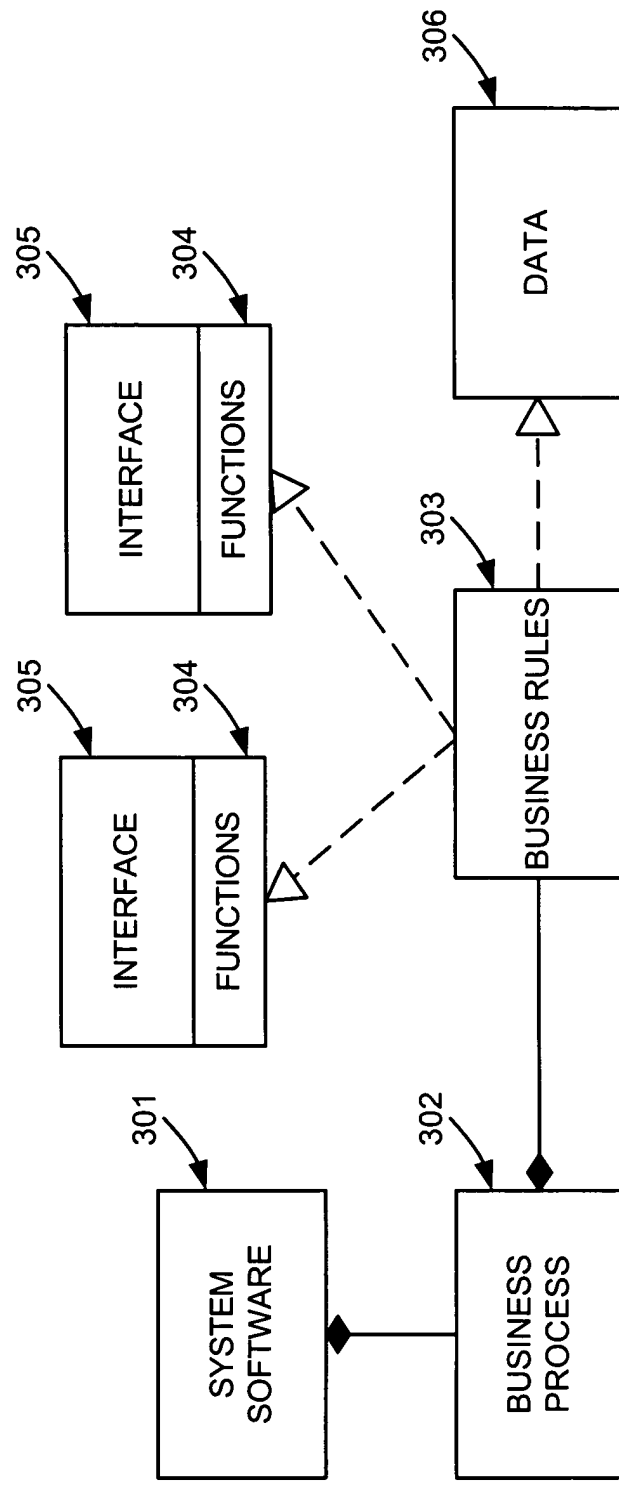 301
SYSTEM
SOFTWARE
305
INTERFACE
304
FUNCTIONS
305
INTERFACE
304
FUNCTIONS
302
BUSINESS
PROCESS
303
BUSINESS RULES
306
DATA